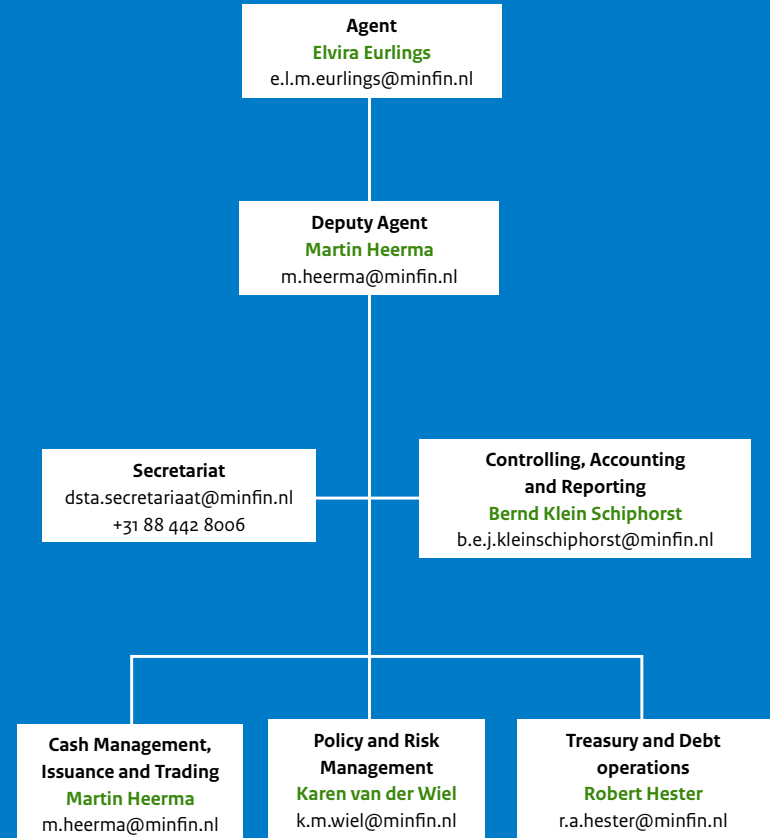 Agent
Elvira Eurlings
e.l.m.eurlings@minfin.nl
Deputy Agent
Martin Heerma
m.heerma@minfin.nl
Secretariat
dsta.secretariaat@minfin.nl
+31 88 442 8006
Controlling, Accounting
and Reporting
Bernd Klein Schiphorst
b.e.j.kleinschiphorst@minfin.nl
Cash Management,
Issuance and Trading
Martin Heerma
m.heerma@minfin.nl
Policy and Risk
Management
Karen van der Wiel
k.m.wiel@minfin.nl
Treasury and Debt
operations
Robert Hester
r.a.hester@minfin.nl